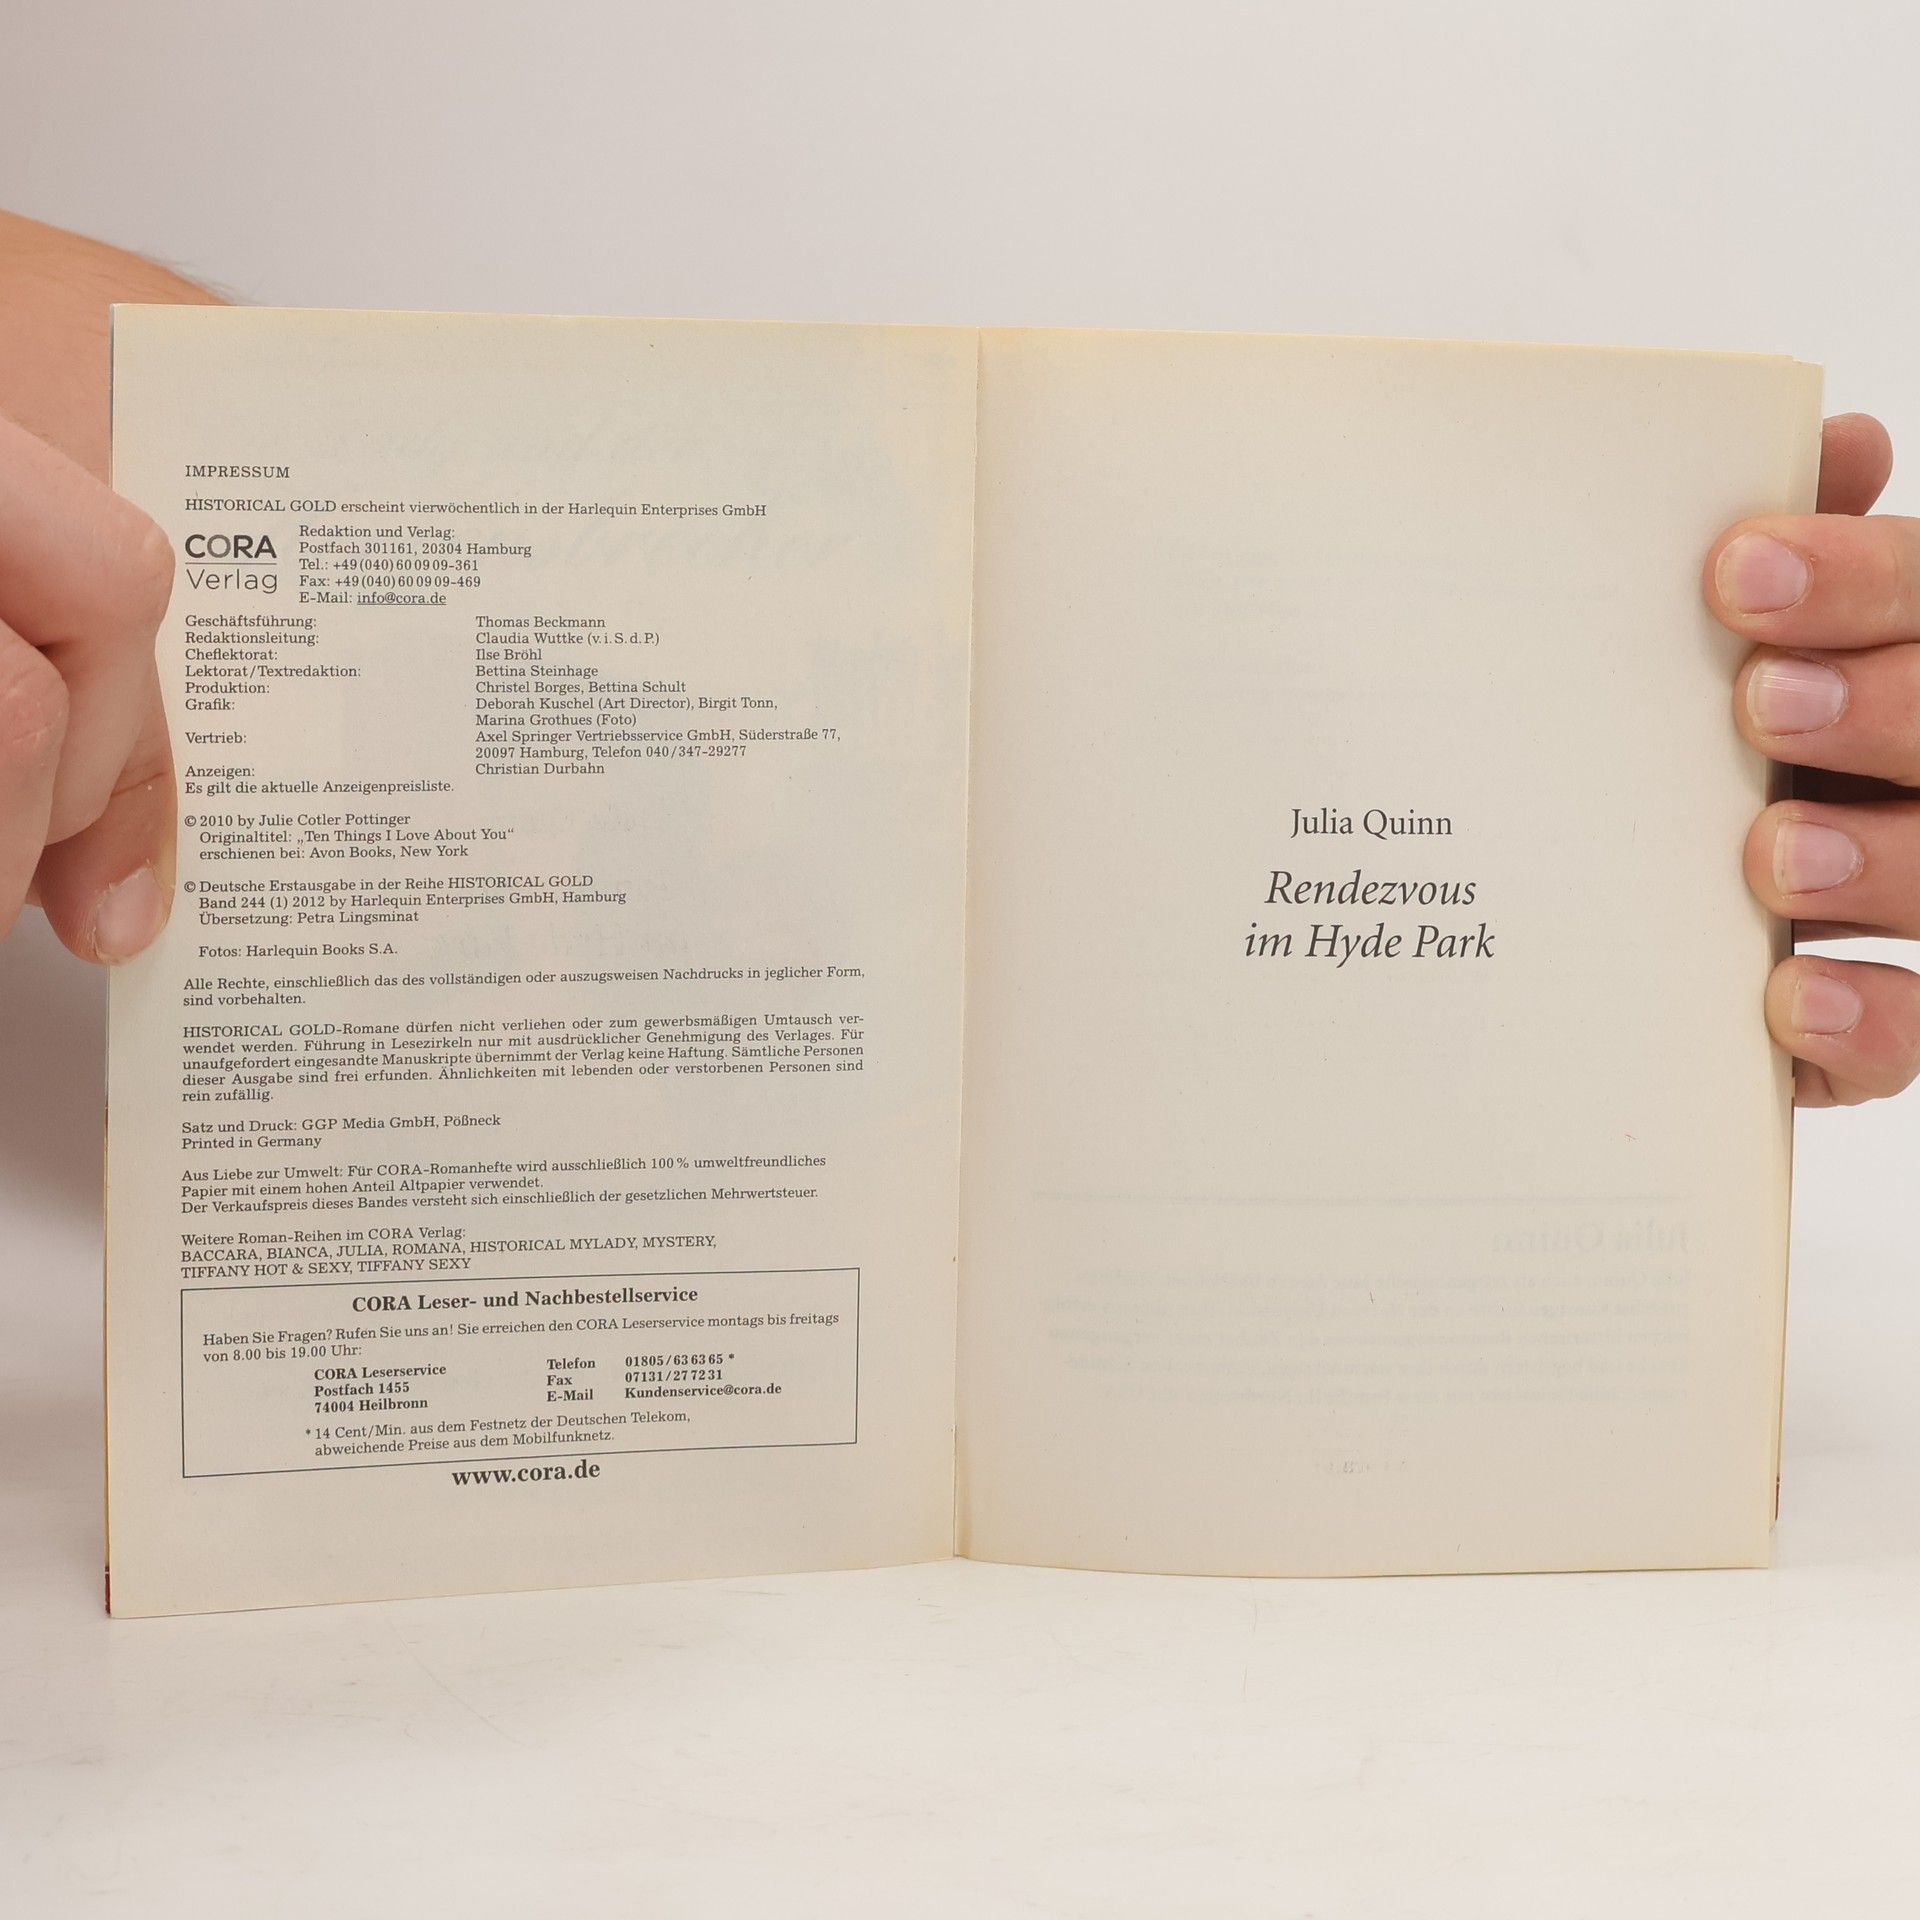 IMPRESSUM
HISTORICAL GOLD erscheint vierwöchentlich in der Harlequin Enterprises GmbH
CORA
Verlag
Redaktion und Verlag:
Postfach 301161, 20304 Hamburg
Tel.: +49(040)600909-361
Fax: +49(040)600909-469
E-Mail: info@cora.de
Geschäftsführung: Thomas Beckmann
Redaktionsleitung: Claudia Wuttke (v.i.S.d.P.)
Cheflektorat: Ilse Bröhl
Lektorat/Textredaktion: Bettina Steinhage
Produktion: Christel Borges, Bettina Schult
Grafik: Deborah Kuschel (Art Director), Birgit Tonn,
Marina Grothues (Foto)
Vertrieb: Axel Springer Vertriebsservice GmbH, Süderstraße 77,
20097 Hamburg, Telefon 040/347-29277
Anzeigen: Christian Durbahn
Es gilt die aktuelle Anzeigenpreisliste.
© 2010 by Julie Cotler Pottinger
Originaltitel: „Ten Things I Love About You“
erschienen bei: Avon Books, New York
© Deutsche Erstausgabe in der Reihe HISTORICAL GOLD
Band 244 (1) 2012 by Harlequin Enterprises GmbH, Hamburg
Übersetzung: Petra Lingsminat
Fotos: Harlequin Books S.A.
Alle Rechte, einschließlich das des vollständigen oder auszugsweisen Nachdrucks in jeglicher Form,
sind vorbehalten.
HISTORICAL GOLD-Romane dürfen nicht verliehen oder zum gewerbsmäßigen Umtausch ver-
wendet werden. Führung in Lesezirkeln nur mit ausdrücklicher Genehmigung des Verlages. Für
unaufgefordert eingesandte Manuskripte übernimmt der Verlag keine Haftung. Sämtliche Personen
dieser Ausgabe sind frei erfunden. Ähnlichkeiten mit lebenden oder verstorbenen Personen sind
rein zufällig.
Satz und Druck: GGP Media GmbH, Pößneck
Printed in Germany
Aus Liebe zur Umwelt: Für CORA-Romanhefte wird ausschließlich 100% umweltfreundliches
Papier mit einem hohen Anteil Altpapier verwendet.
Der Verkaufspreis dieses Bandes versteht sich einschließlich der gesetzlichen Mehrwertsteuer.
Weitere Roman-Reihen im CORA Verlag:
BACCARA, BIANCA, JULIA, ROMANA, HISTORICAL MYLADY, MYSTERY,
TIFFANY HOT & SEXY, TIFFANY SEXY
CORA Leser- und Nachbestellservice
Haben Sie Fragen? Rufen Sie uns an! Sie erreichen den CORA Leserservice montags bis freitags
von 8.00 bis 19.00 Uhr:
CORA Leserservice
Postfach 1455
74004 Heilbronn
Telefon 01805/636365 *
Fax 07131/277231
E-Mail Kundenservice@cora.de
* 14 Cent/Min. aus dem Festnetz der Deutschen Telekom,
abweichende Preise aus dem Mobilfunknetz.
www.cora.de
Julia Quinn
Rendezvous
im Hyde Park